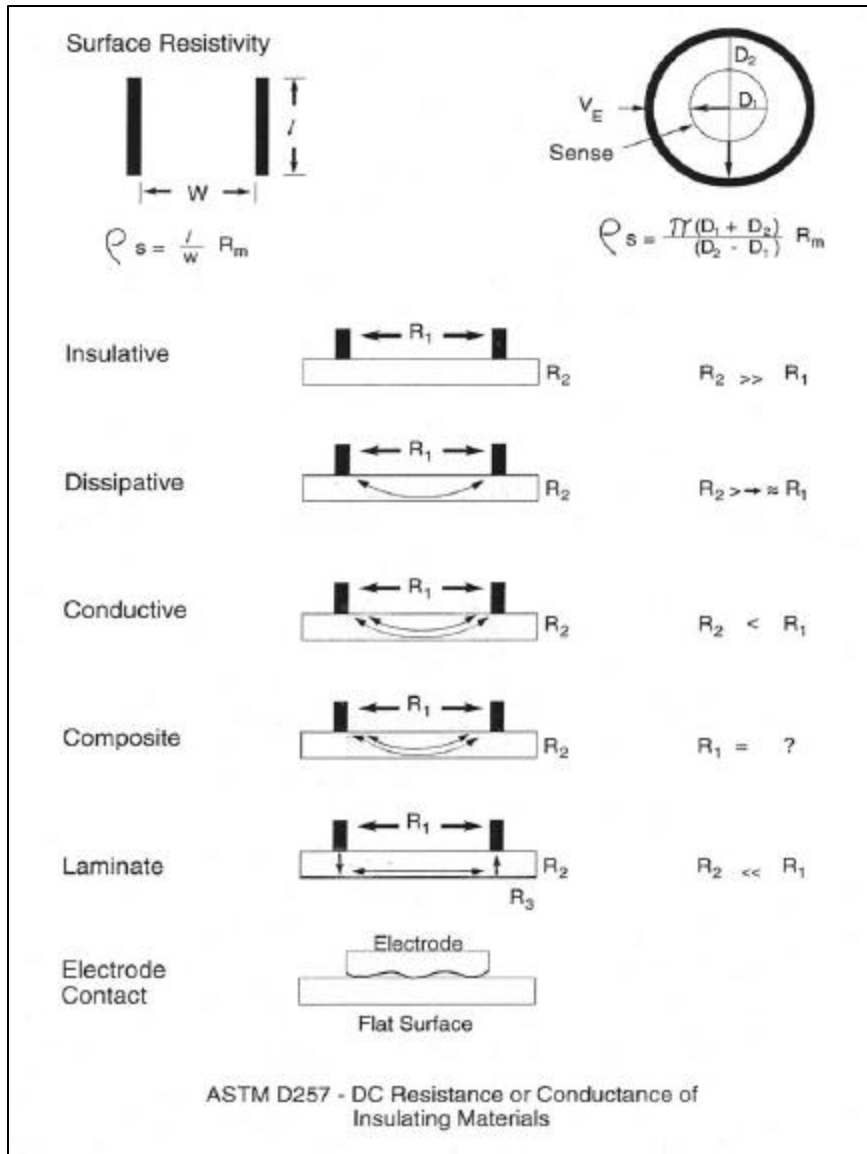 Surface Resistivity
l
W
ρ s = l/w Rm
D2
VE
D1
Sense
ρ s = π(D1 + D2)/(D2 - D1) Rm
Insulative
R1
R2
R2 >> R1
Dissipative
R1
R2
R2 >→ ≈ R1
Conductive
R1
R2
R2 < R1
Composite
R1
R2
R1 = ?
Laminate
R1
R2
R3
R2 << R1
Electrode
Contact
Electrode
Flat Surface
ASTM D257 - DC Resistance or Conductance of
Insulating Materials